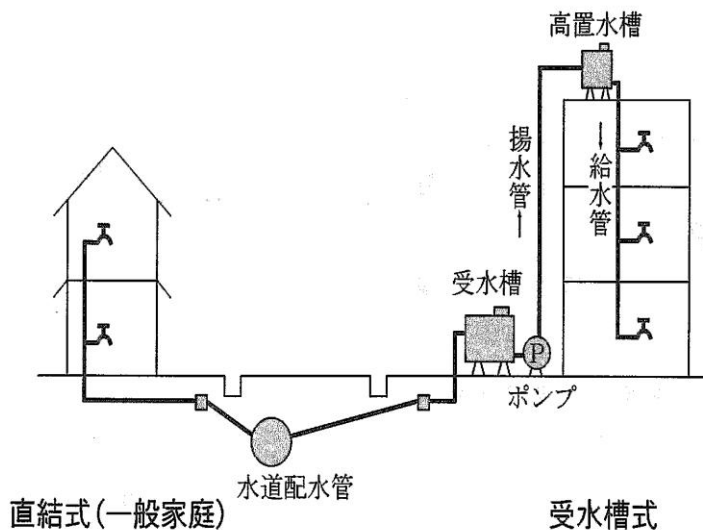 高置水槽
揚水管→
←給水管
受水槽
P
ポンプ
水道配水管
直結式(一般家庭)
受水槽式